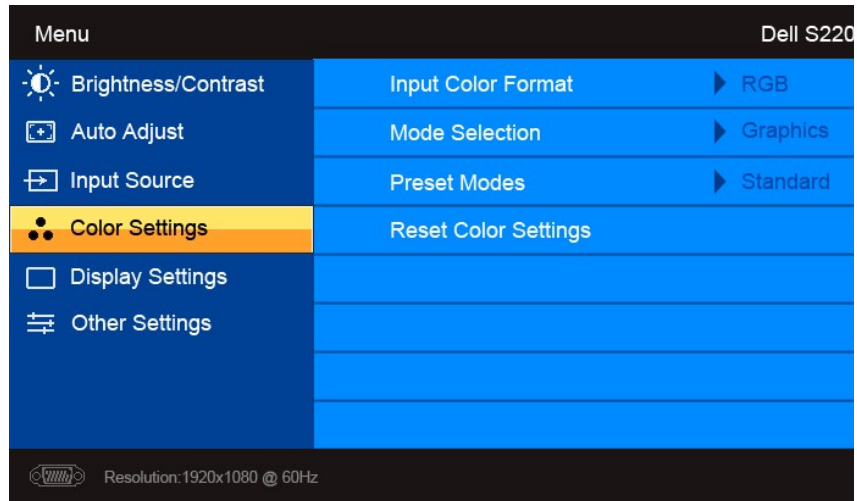 Menu Dell S220
Brightness/Contrast Input Color Format RGB
Auto Adjust Mode Selection Graphics
Input Source Preset Modes Standard
Color Settings Reset Color Settings
Display Settings
Other Settings
Resolution:1920x1080 @ 60Hz